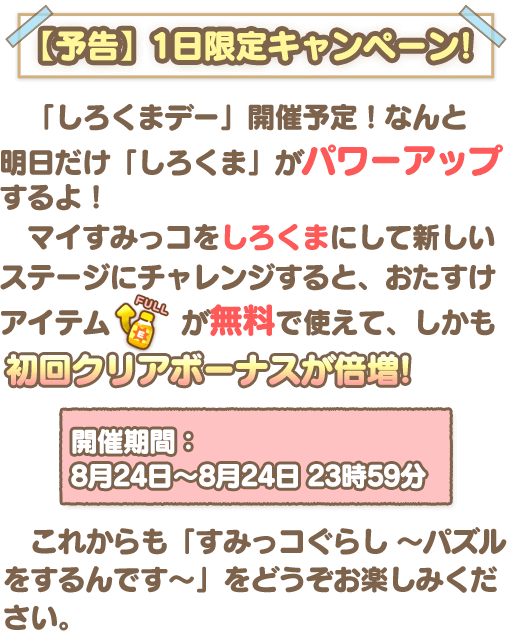 【予告】1日限定キャンペーン!
「しろくまデー」開催予定！なんと
明日だけ「しろくま」がパワーアップ
するよ！
マイすみっコをしろくまにして新しい
ステージにチャレンジすると、おたすけ
アイテム FULL が無料で使えて、しかも
初回クリアボーナスが倍増!
開催期間：
8月24日～8月24日 23時59分
これからも「すみっコぐらし ～パズル
をするんです～」をどうぞお楽しみくだ
さい。